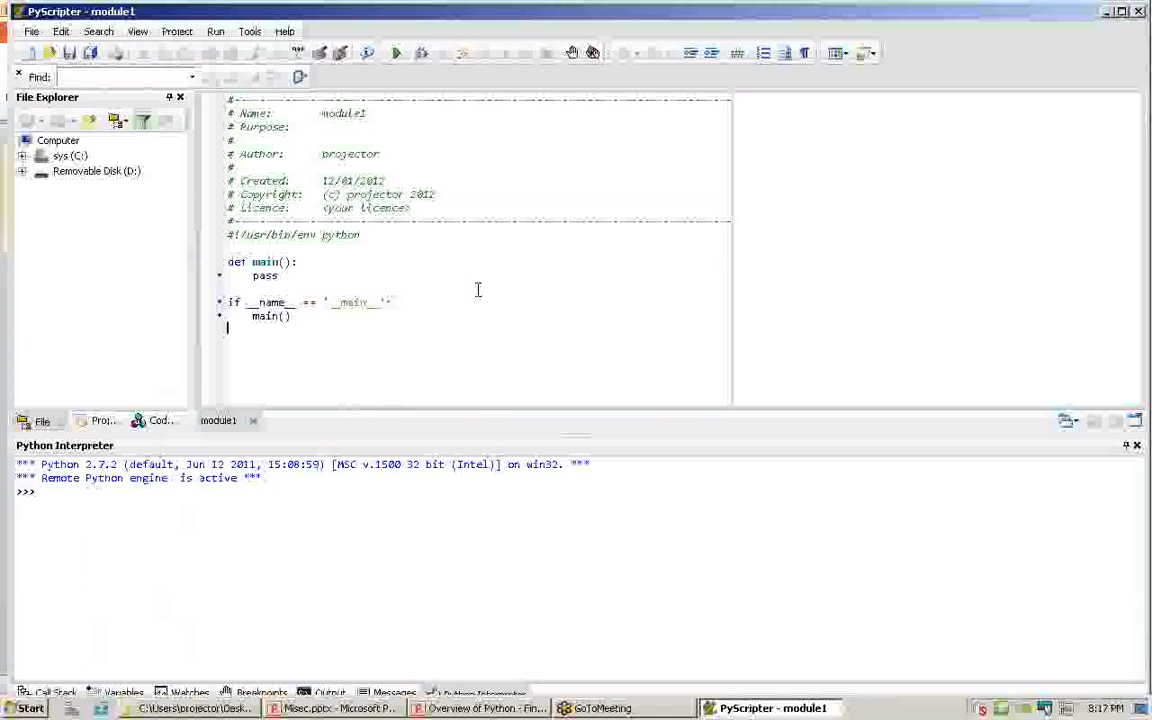 PyScripter - module1
File Edit Search View Project Run Tools Help
Find:
File Explorer
Computer
sys (C:)
Removable Disk (D:)
#-------------------------------------------------------------------------------
# Name: module1
# Purpose:
#
# Author: projector
#
# Created: 12/01/2012
# Copyright: (c) projector 2012
# Licence: <your licence>
#-------------------------------------------------------------------------------
#!/usr/bin/env python
def main():
pass
if __name__ == '__main__':
main()
File ... Proj... Cod... module1
Python Interpreter
*** Python 2.7.2 (default, Jun 12 2011, 15:08:59) [MSC v.1500 32 bit (Intel)] on win32. ***
*** Remote Python engine is active ***
>>>
Call Stack Variables Watches Breakpoints Output Messages Python Interpreter
Start C:\Users\projector\Desk... Misec.pptx - Microsoft P... Overview of Python - Fin... GoToMeeting PyScripter - module1 8:17 PM